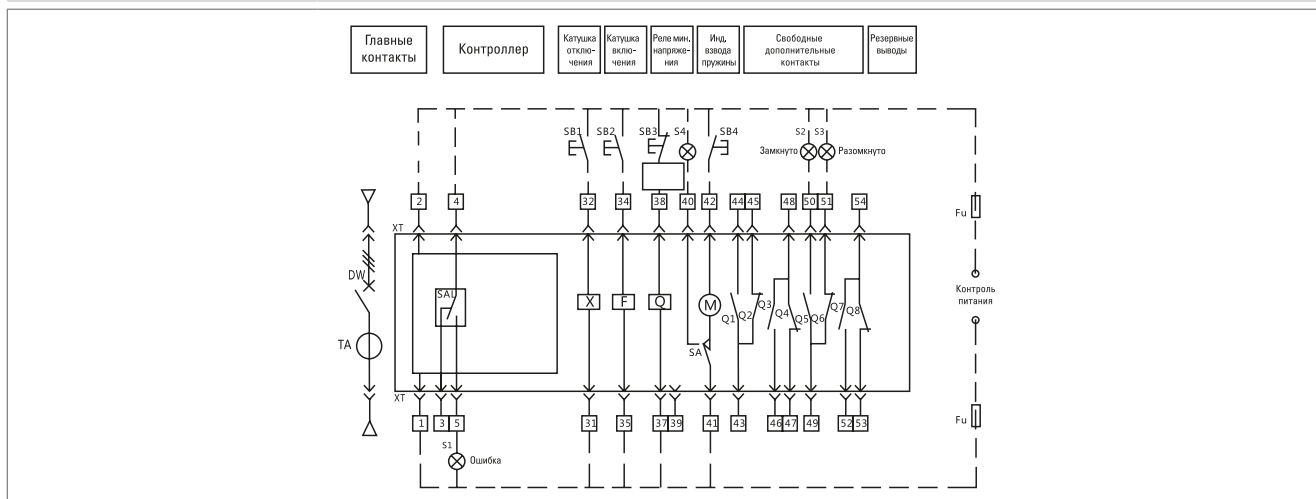 Главные
контакты
Контроллер
Катушка
отклю-
чения
Катушка
вклю-
чения
Реле мин.
напряже-
ния
Инд.
взвода
пружины
Свободные
дополнительные
контакты
Резервные
выводы
SB1 SB2 SB3 S4 SB4 S2 S3
Замкнуто Разомкнуто
2 4 32 34 38 40 42 44 45 48 50 51 54
Fu
XT
DW
SAL
X F Q M
Q1 Q2 Q3 Q4 Q5 Q6 Q7 Q8
Контроль
питания
TA
SA
XT
1 3 5 31 35 37 39 41 43 46 47 49 52 53
Fu
S1
Ошибка